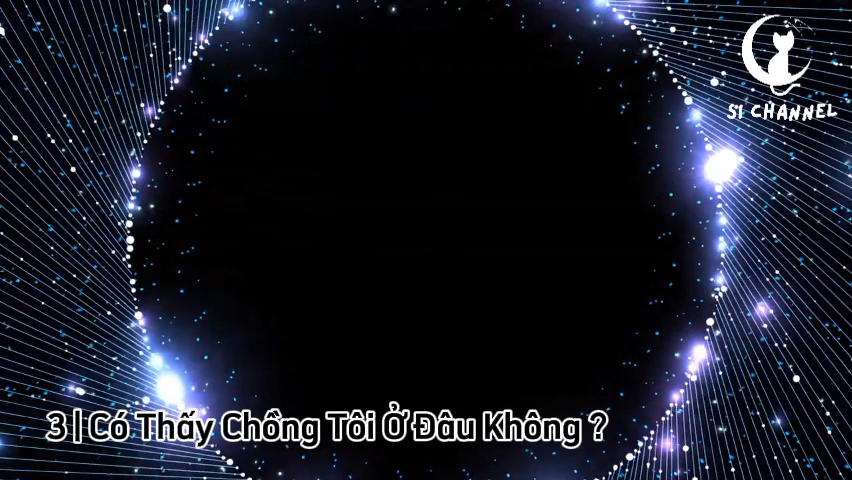 SI CHANNEL
3 | Có Thấy Chồng Tôi Ở Đâu Không ?